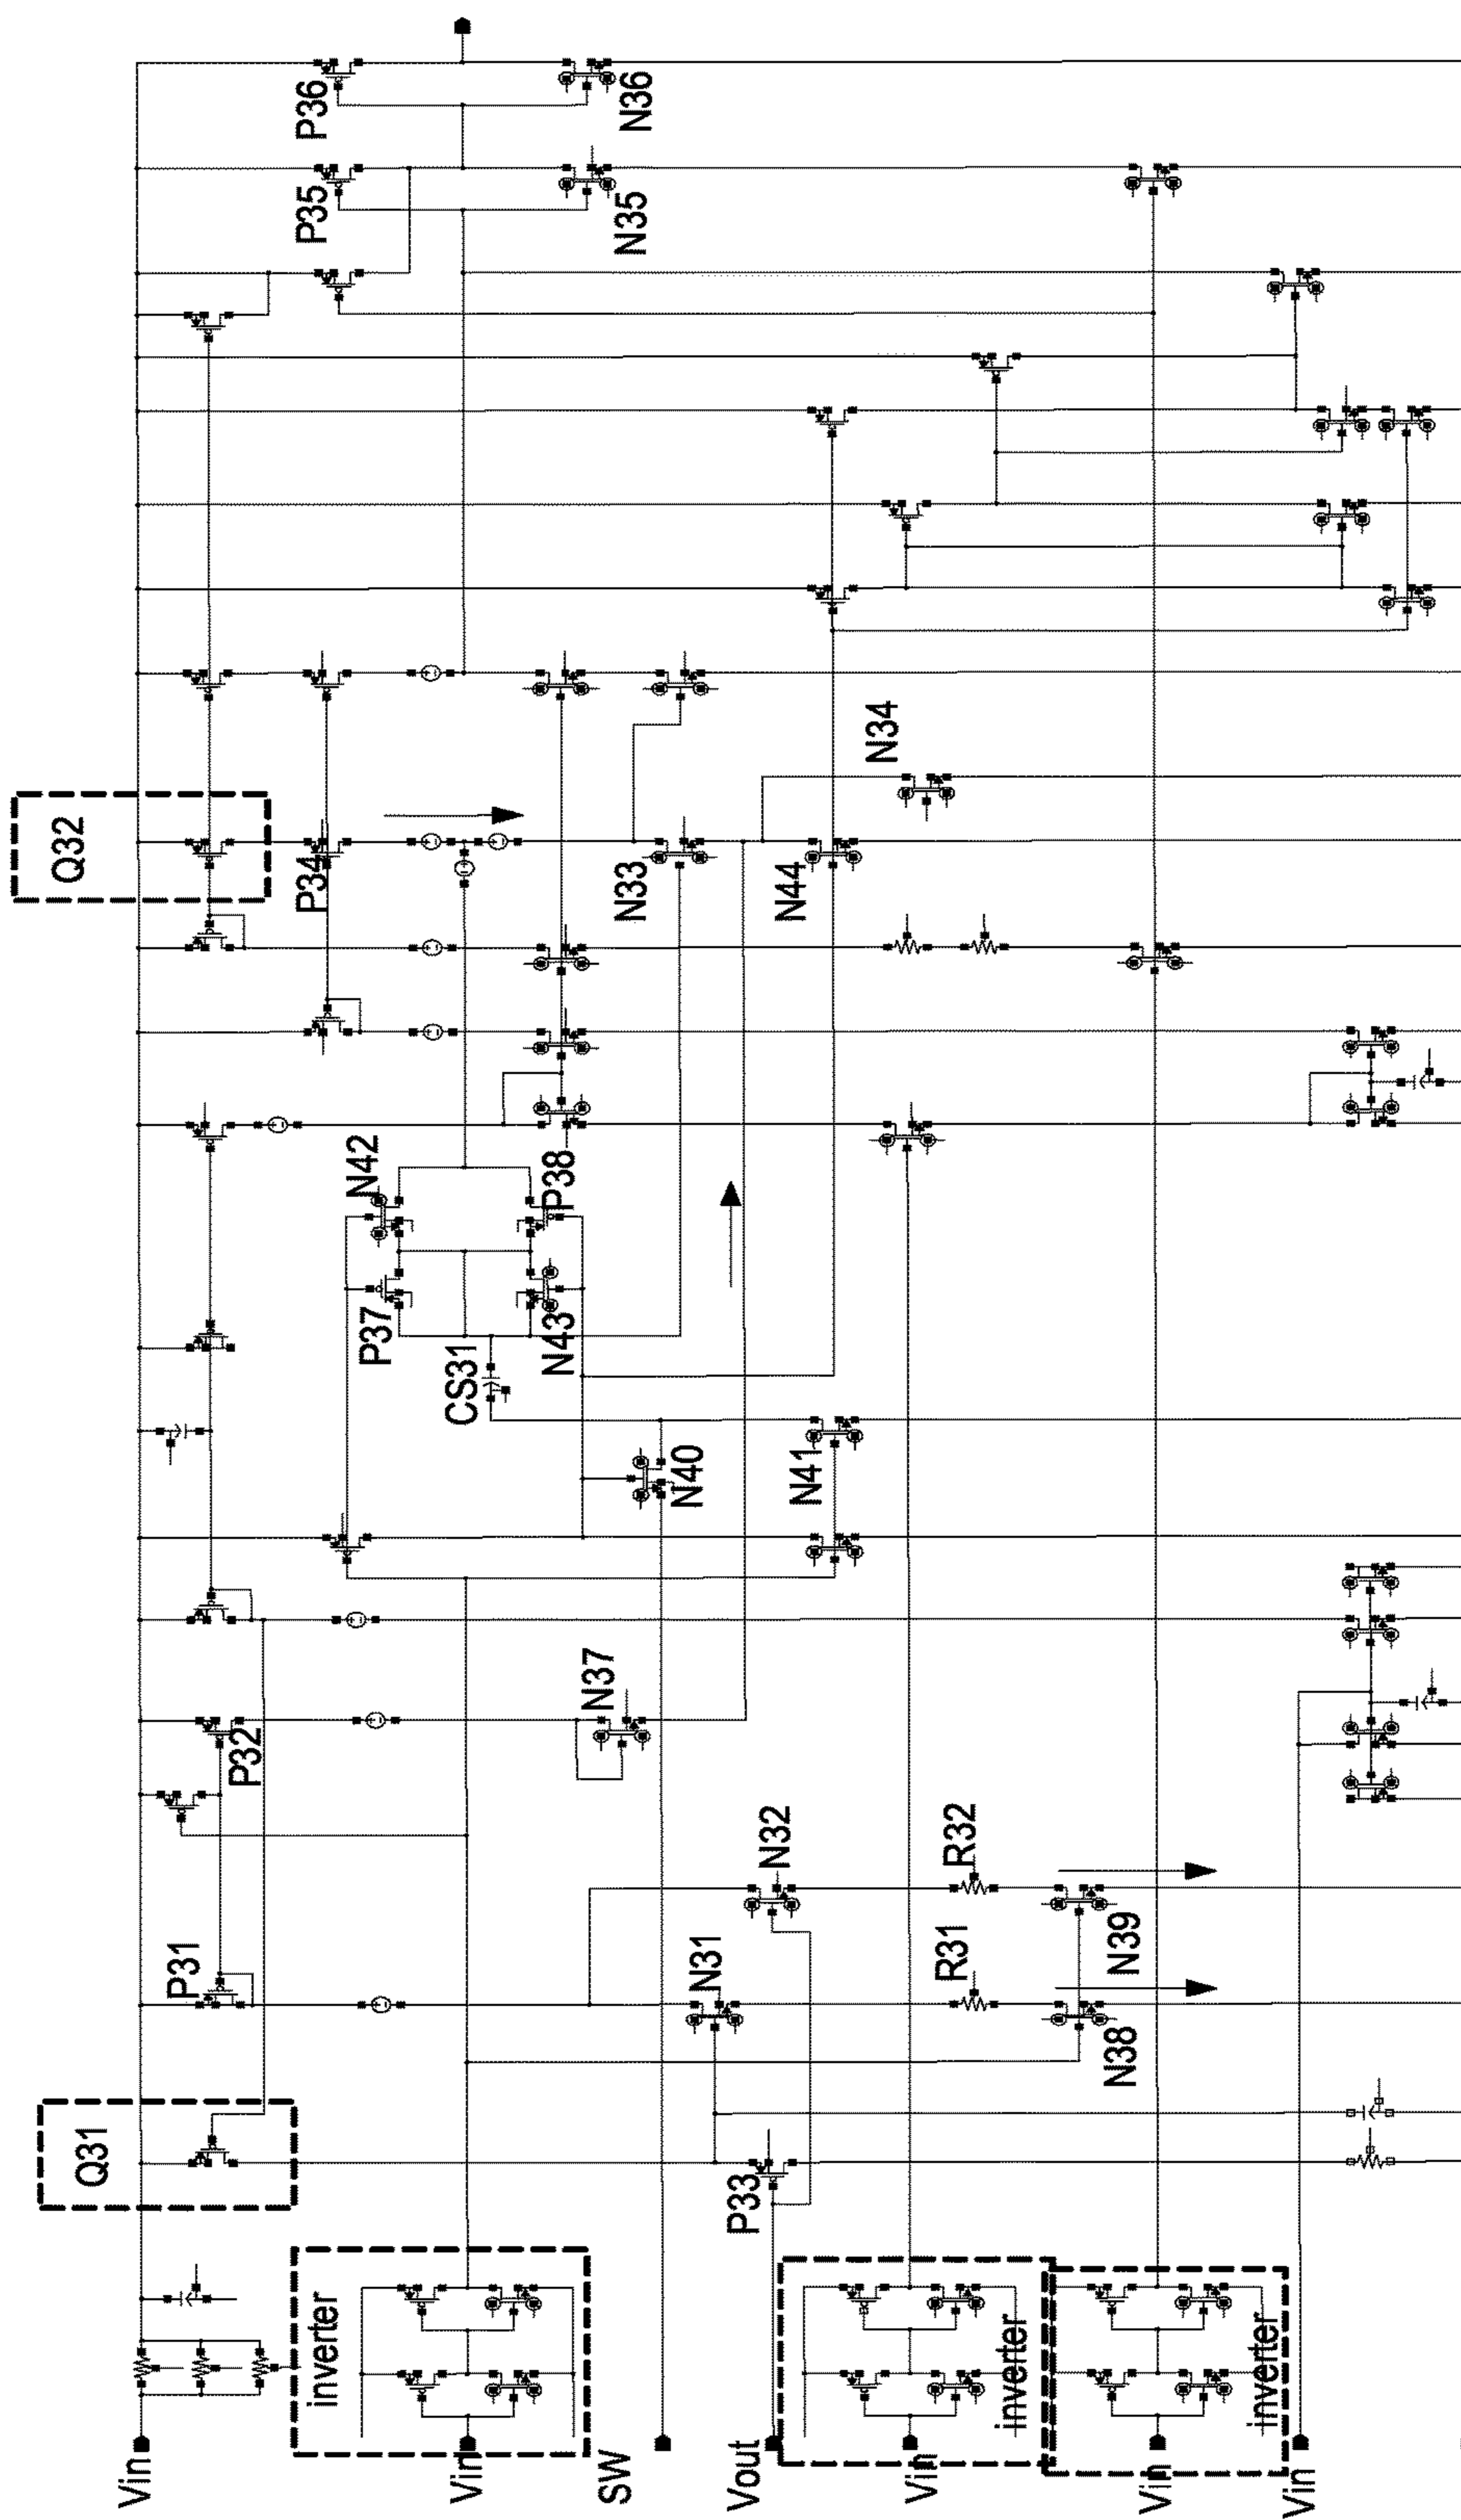 Q31
Q32
P31
P32
P34
P35
P36
Vin
inverter
Vin
SW
N37
CS31
P37
N42
N43
P38
N40
N33
N35
N36
Vout
P33
N31
N32
N41
N44
N34
Vin
inverter
R31
R32
N38
N39
Vin
inverter
Vin